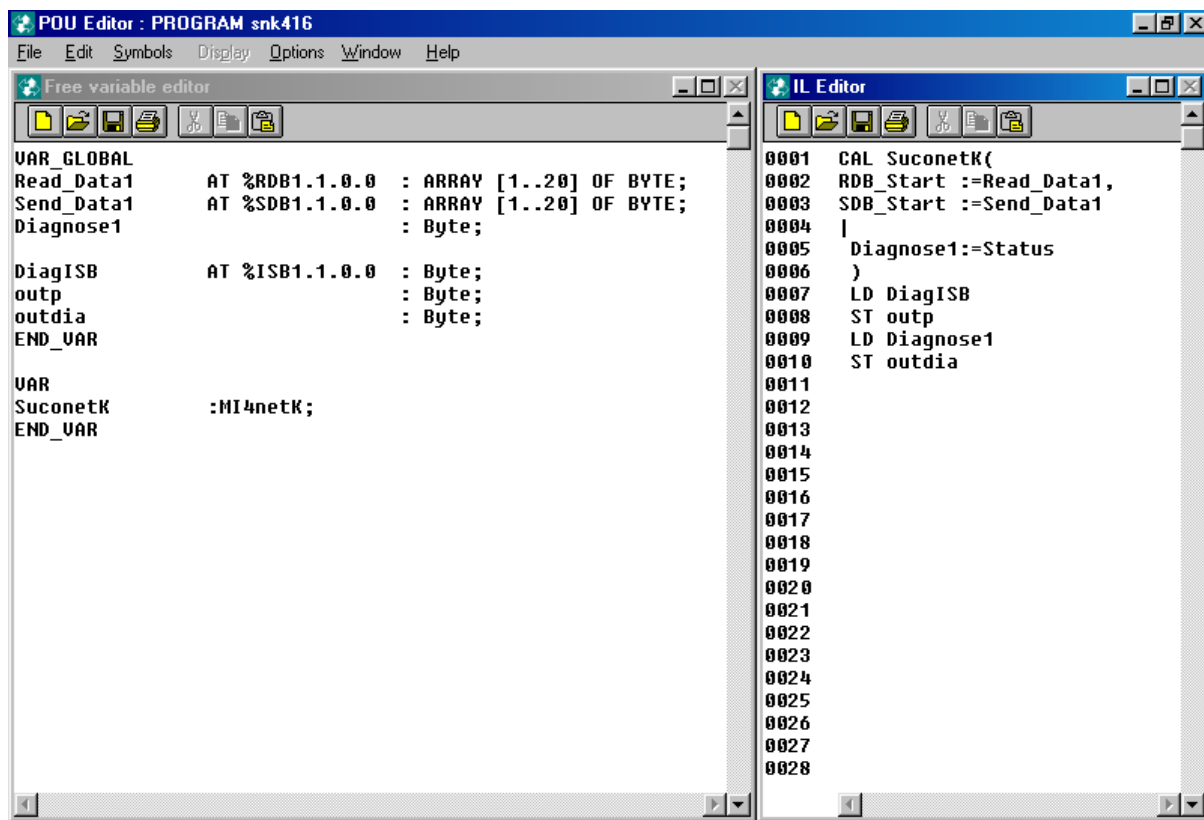 POU Editor : PROGRAM snk416
File Edit Symbols Display Options Window Help
Free variable editor
VAR_GLOBAL
Read_Data1 AT %RDB1.1.0.0 : ARRAY [1..20] OF BYTE;
Send_Data1 AT %SDB1.1.0.0 : ARRAY [1..20] OF BYTE;
Diagnose1 : Byte;
DiagISB AT %ISB1.1.0.0 : Byte;
outp : Byte;
outdia : Byte;
END_VAR
VAR
SuconetK :MI4netK;
END_VAR
IL Editor
0001 CAL SuconetK(
0002 RDB_Start :=Read_Data1,
0003 SDB_Start :=Send_Data1
0004 |
0005 Diagnose1:=Status
0006 )
0007 LD DiagISB
0008 ST outp
0009 LD Diagnose1
0010 ST outdia
0011
0012
0013
0014
0015
0016
0017
0018
0019
0020
0021
0022
0023
0024
0025
0026
0027
0028